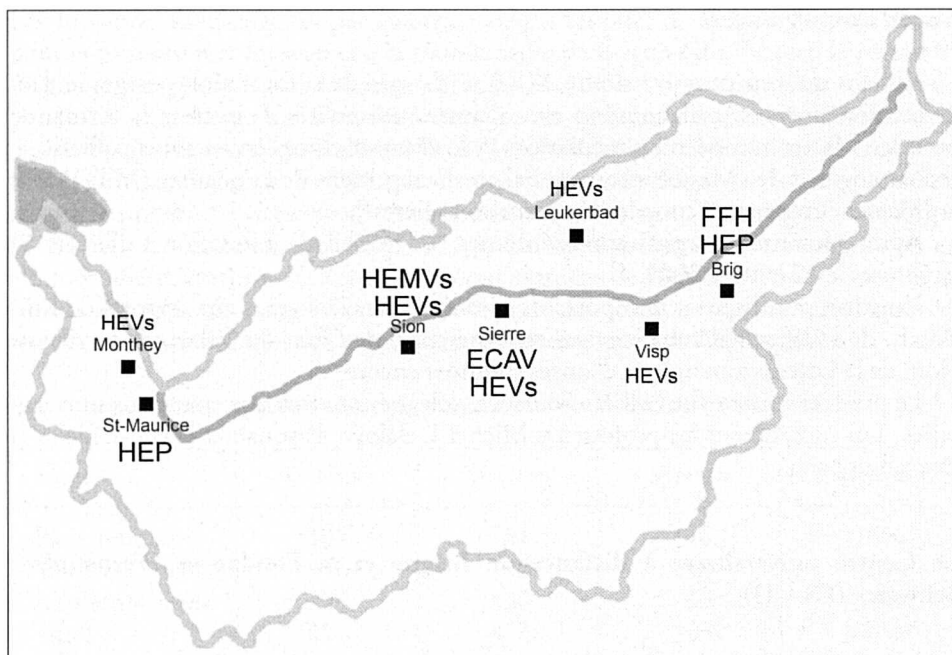 HEVs
Leukerbad
FFH
HEP
Brig
HEMVs
HEVs
Sion
Sierre
ECAV
HEVs
Visp
HEVs
HEVs
Monthey
St-Maurice
HEP